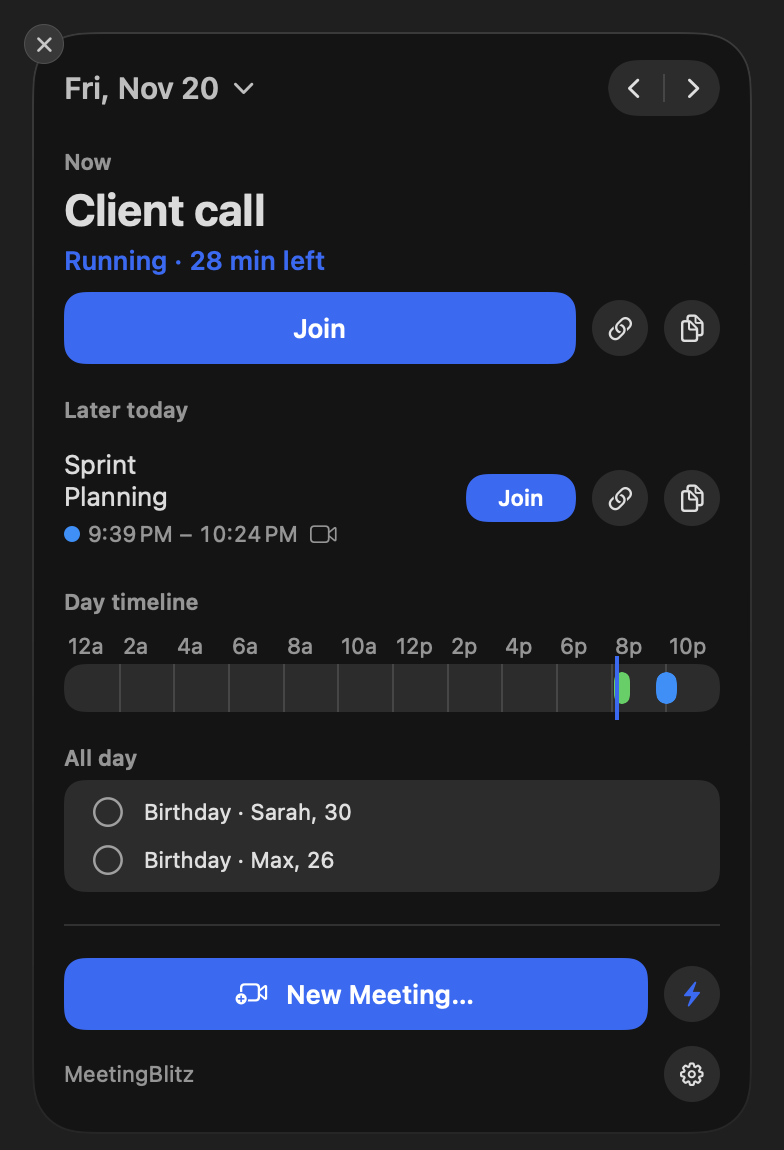 Fri, Nov 20
Now
Client call
Running · 28 min left
Join
Later today
Sprint
Planning
Join
9:39 PM – 10:24 PM
Day timeline
12a 2a 4a 6a 8a 10a 12p 2p 4p 6p 8p 10p
All day
Birthday · Sarah, 30
Birthday · Max, 26
New Meeting...
MeetingBlitz